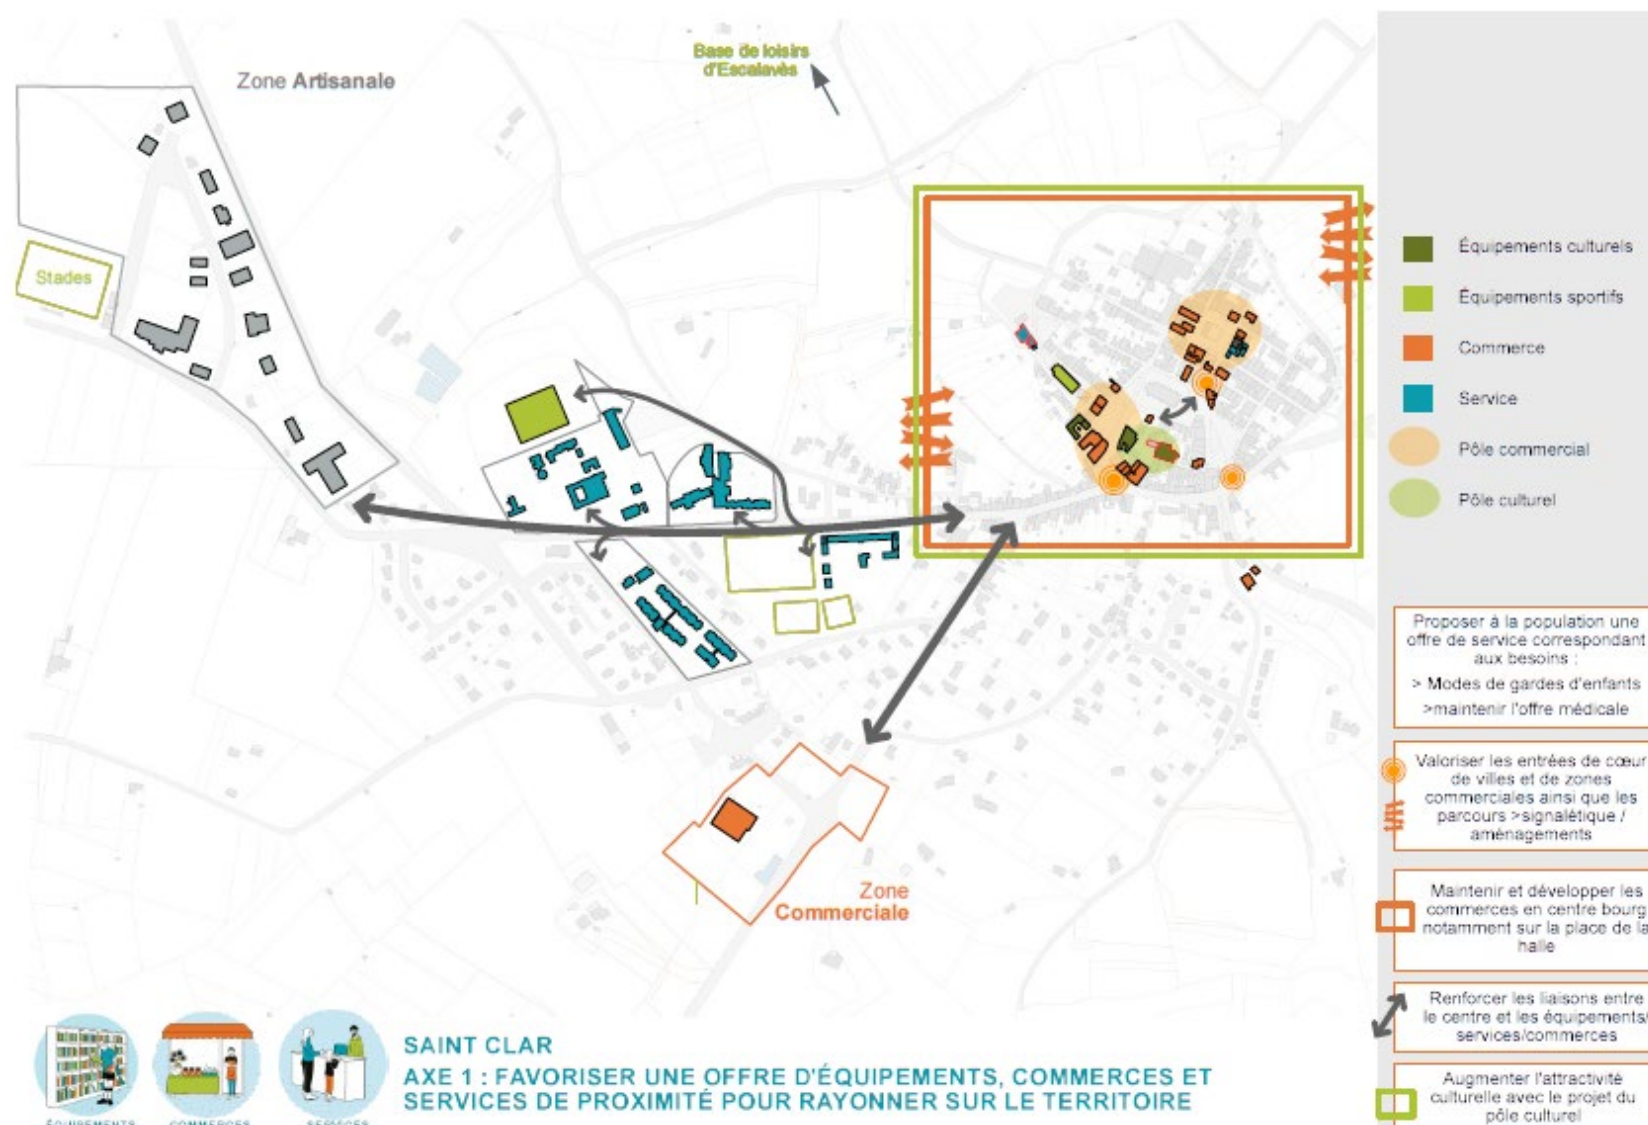 Zone Artisanale
Base de loisirs
d'Escalavès
Stades
Zone
Commerciale
Équipements culturels
Équipements sportifs
Commerce
Service
Pôle commercial
Pôle culturel
Proposer à la population une
offre de service correspondant
aux besoins :
> Modes de gardes d'enfants
>maintenir l'offre médicale
Valoriser les entrées de cœur
de villes et de zones
commerciales ainsi que les
parcours >signalétique /
aménagements
Maintenir et développer les
commerces en centre bourg
notamment sur la place de la
halle
Renforcer les liaisons entre
le centre et les équipements/
services/commerces
Augmenter l'attractivité
culturelle avec le projet du
pôle culturel
ÉQUIPEMENTS
COMMERCES
SERVICES
SAINT CLAR
AXE 1 : FAVORISER UNE OFFRE D'ÉQUIPEMENTS, COMMERCES ET
SERVICES DE PROXIMITÉ POUR RAYONNER SUR LE TERRITOIRE